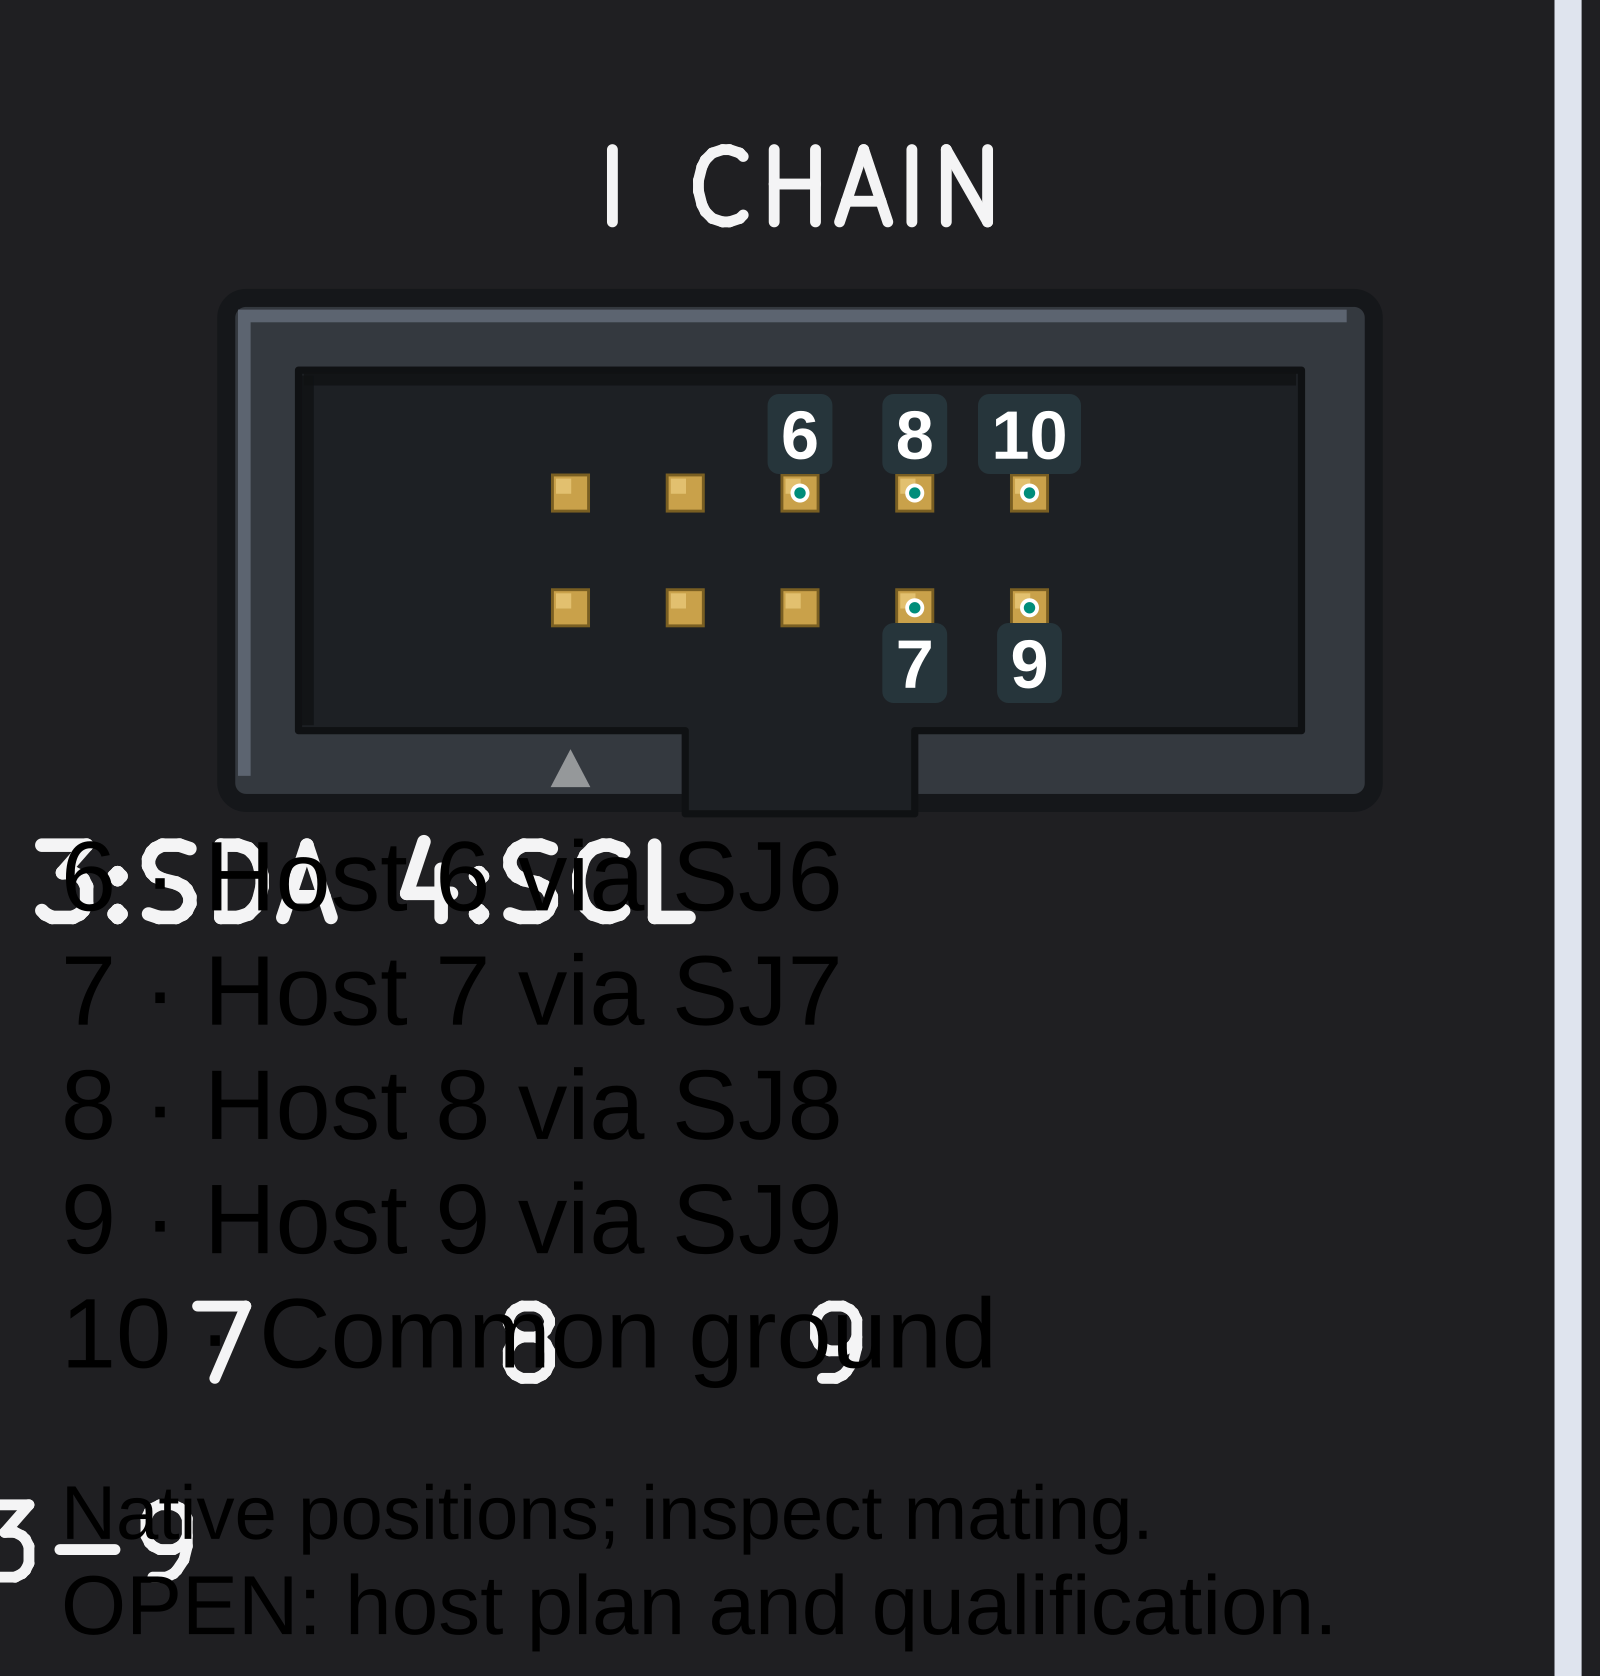 I CHAIN
6 8 10
7 9
3:SDA 4:SCL
6 · Host 6 via SJ6
7 · Host 7 via SJ7
8 · Host 8 via SJ8
9 · Host 9 via SJ9
10 · Common ground
7 8 9
Native positions; inspect mating.
3-9
OPEN: host plan and qualification.